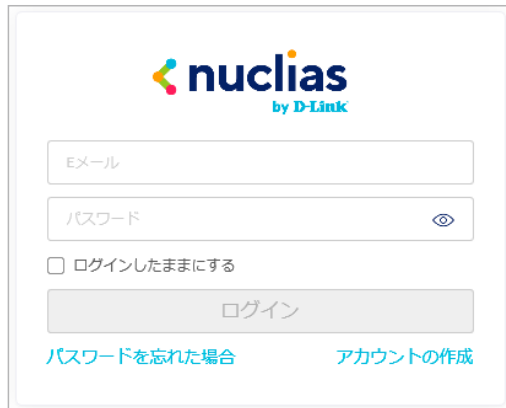 nuclias
by D-Link
Eメール
パスワード
ログインしたままにする
ログイン
パスワードを忘れた場合 アカウントの作成